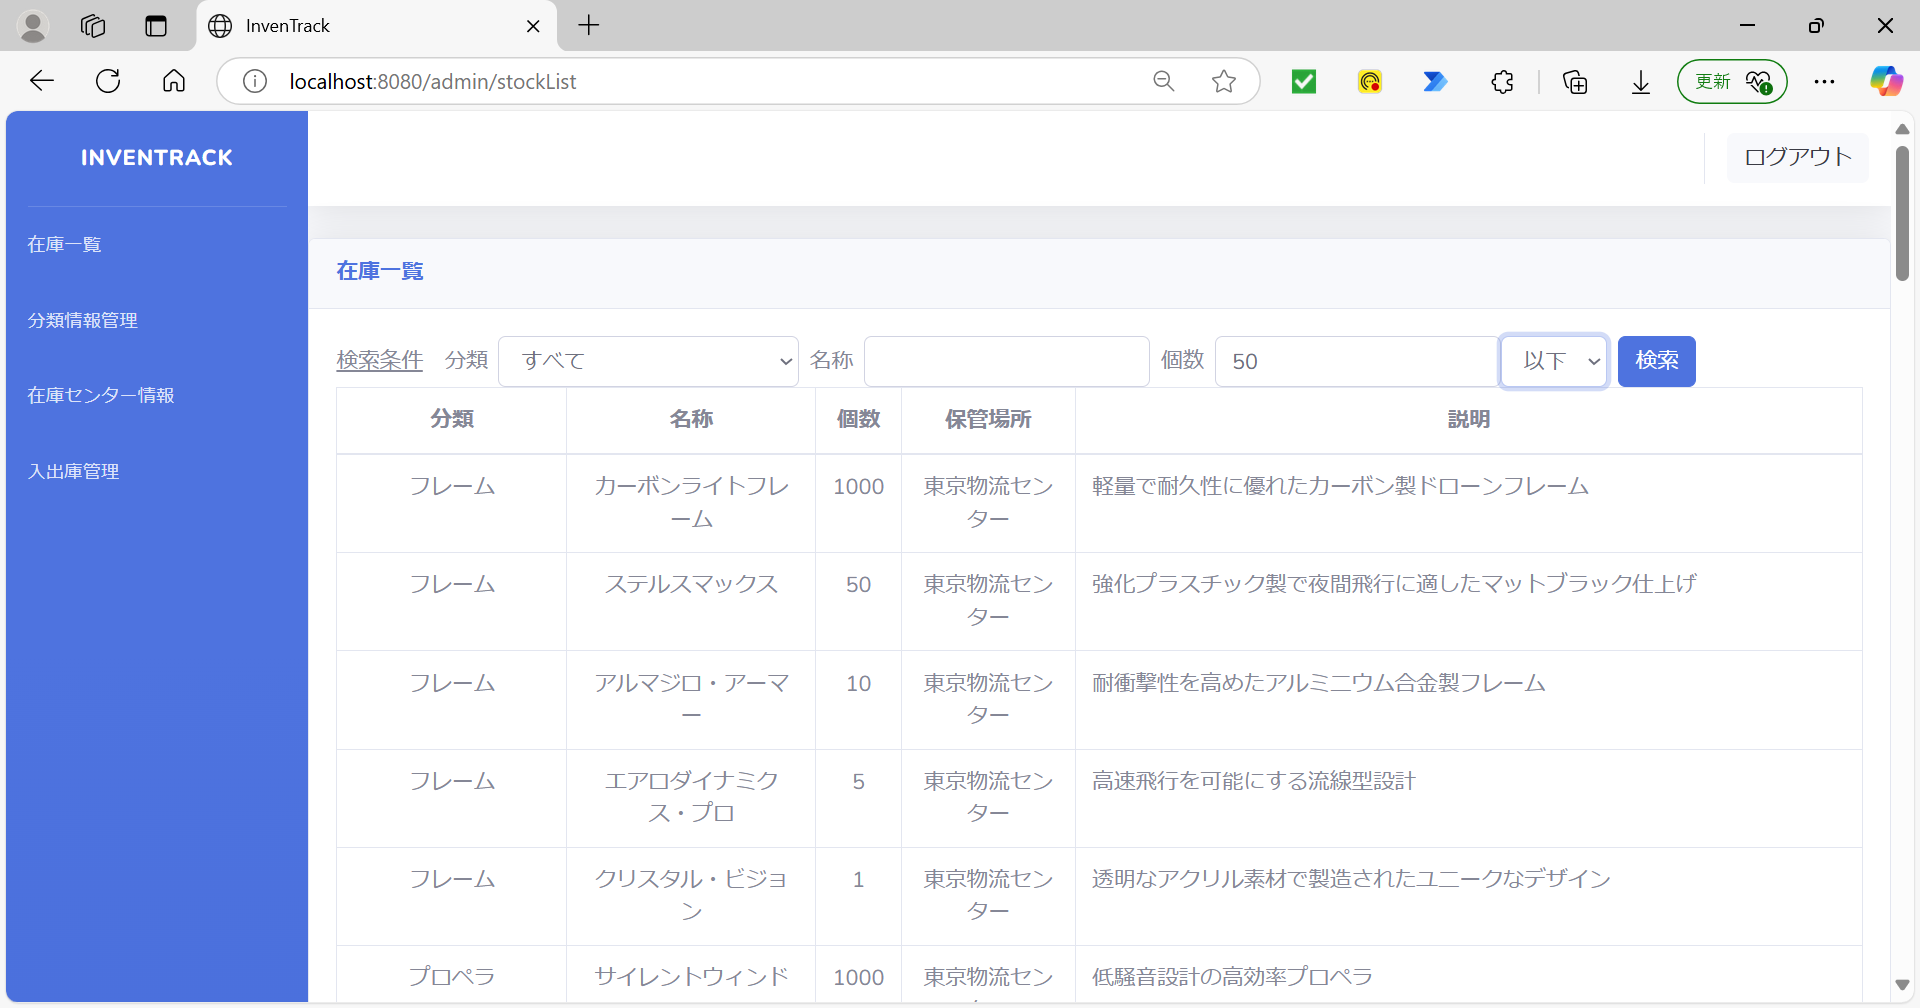 InvenTrack
localhost:8080/admin/stockList
更新
INVENTRACK
ログアウト
在庫一覧
分類情報管理
在庫センター情報
入出庫管理
在庫一覧
検索条件 分類 すべて 名称 個数 50 以下 検索
分類 名称 個数 保管場所 説明
フレーム カーボンライトフレ 1000 東京物流セン 軽量で耐久性に優れたカーボン製ドローンフレーム
ーム ター
フレーム ステルスマックス 50 東京物流セン 強化プラスチック製で夜間飛行に適したマットブラック仕上げ
ター
フレーム アルマジロ・アーマ 10 東京物流セン 耐衝撃性を高めたアルミニウム合金製フレーム
ー ター
フレーム エアロダイナミク 5 東京物流セン 高速飛行を可能にする流線型設計
ス・プロ ター
フレーム クリスタル・ビジョ 1 東京物流セン 透明なアクリル素材で製造されたユニークなデザイン
ン ター
プロペラ サイレントウィンド 1000 東京物流セン 低騒音設計の高効率プロペラ